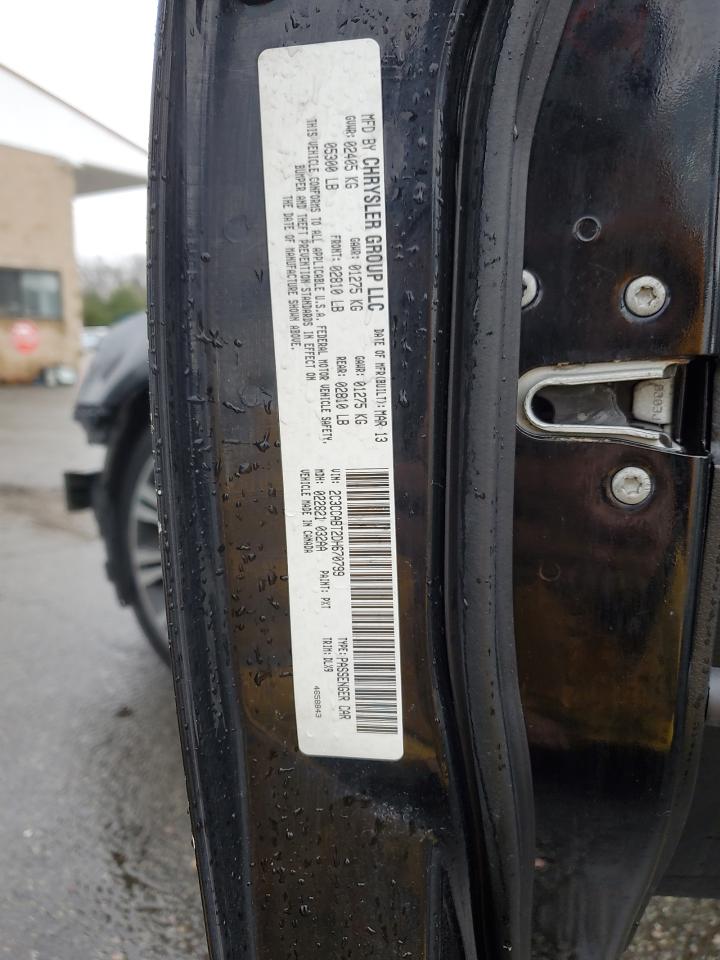 MFD BY CHRYSLER GROUP LLC
DATE OF MFR(BUILT): MAR 13
GVWR: 02405 KG GAWR: 01275 KG GAWR: 01275 KG
05300 LB FRONT: 02810 LB REAR: 02810 LB
THIS VEHICLE CONFORMS TO ALL APPLICABLE U.S.A. FEDERAL MOTOR VEHICLE SAFETY,
BUMPER AND THEFT PREVENTION STANDARDS IN EFFECT ON
THE DATE OF MANUFACTURE SHOWN ABOVE.
VIN: 2C3CCABT2DH670799 TYPE: PASSENGER CAR
MDH: 022821 032AA PAINT: PXT TRIM: DLX9
VEHICLE MADE IN CANADA 4658843